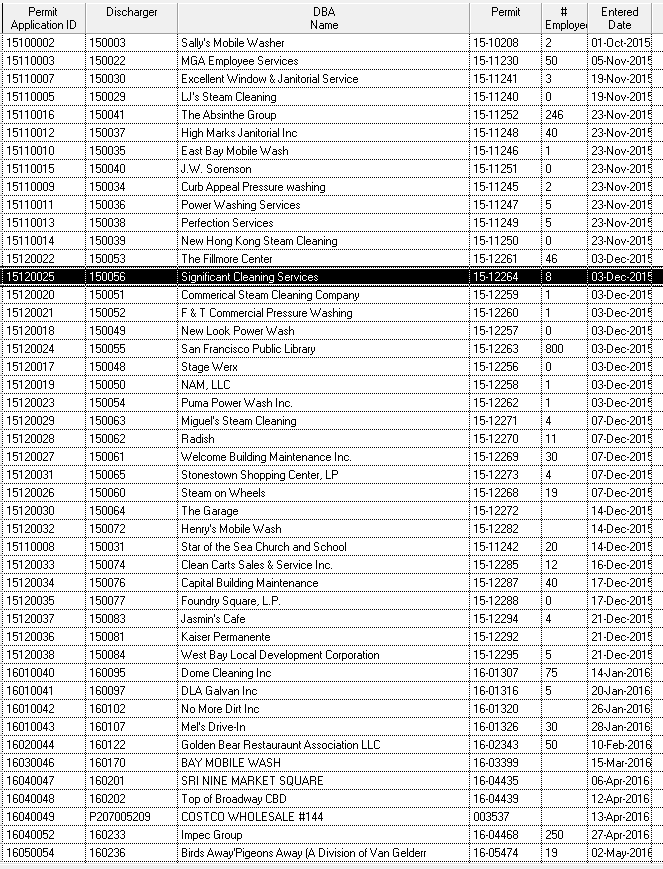 Permit Application ID Discharger DBA Name Permit # Employee Entered Date
15100002 150003 Sally's Mobile Washer 15-10208 2 01-Oct-2015
15110003 150022 MGA Employee Services 15-11230 50 05-Nov-2015
15110007 150030 Excellent Window & Janitorial Service 15-11241 3 19-Nov-2015
15110005 150029 LJ's Steam Cleaning 15-11240 0 19-Nov-2015
15110016 150041 The Absinthe Group 15-11252 246 23-Nov-2015
15110012 150037 High Marks Janitorial Inc 15-11248 40 23-Nov-2015
15110010 150035 East Bay Mobile Wash 15-11246 1 23-Nov-2015
15110015 150040 J.W. Sorenson 15-11251 0 23-Nov-2015
15110009 150034 Curb Appeal Pressure washing 15-11245 2 23-Nov-2015
15110011 150036 Power Washing Services 15-11247 5 23-Nov-2015
15110013 150038 Perfection Services 15-11249 5 23-Nov-2015
15110014 150039 New Hong Kong Steam Cleaning 15-11250 0 23-Nov-2015
15120022 150053 The Fillmore Center 15-12261 46 03-Dec-2015
15120025 150056 Significant Cleaning Services 15-12264 8 03-Dec-2015
15120020 150051 Commerical Steam Cleaning Company 15-12259 1 03-Dec-2015
15120021 150052 F & T Commercial Pressure Washing 15-12260 1 03-Dec-2015
15120018 150049 New Look Power Wash 15-12257 0 03-Dec-2015
15120024 150055 San Francisco Public Library 15-12263 800 03-Dec-2015
15120017 150048 Stage Werx 15-12256 0 03-Dec-2015
15120019 150050 NAM, LLC 15-12258 1 03-Dec-2015
15120023 150054 Puma Power Wash Inc. 15-12262 1 03-Dec-2015
15120029 150063 Miguel's Steam Cleaning 15-12271 4 07-Dec-2015
15120028 150062 Radish 15-12270 11 07-Dec-2015
15120027 150061 Welcome Building Maintenance Inc. 15-12269 30 07-Dec-2015
15120031 150065 Stonestown Shopping Center, LP 15-12273 4 07-Dec-2015
15120026 150060 Steam on Wheels 15-12268 19 07-Dec-2015
15120030 150064 The Garage 15-12272 14-Dec-2015
15120032 150072 Henry's Mobile Wash 15-12282 14-Dec-2015
15110008 150031 Star of the Sea Church and School 15-11242 20 14-Dec-2015
15120033 150074 Clean Carts Sales & Service Inc. 15-12285 12 16-Dec-2015
15120034 150076 Capital Building Maintenance 15-12287 40 17-Dec-2015
15120035 150077 Foundry Square, L.P. 15-12288 0 17-Dec-2015
15120037 150083 Jasmin's Cafe 15-12294 4 21-Dec-2015
15120036 150081 Kaiser Permanente 15-12292 21-Dec-2015
15120038 150084 West Bay Local Development Corporation 15-12295 5 21-Dec-2015
16010040 160095 Dome Cleaning Inc 16-01307 75 14-Jan-2016
16010041 160097 DLA Galvan Inc 16-01316 5 20-Jan-2016
16010042 160102 No More Dirt Inc 16-01320 26-Jan-2016
16010043 160107 Mel's Drive-In 16-01326 30 28-Jan-2016
16020044 160122 Golden Bear Restauraunt Association LLC 16-02343 50 10-Feb-2016
16030046 160170 BAY MOBILE WASH 16-03399 15-Mar-2016
16040047 160201 SRI NINE MARKET SQUARE 16-04435 06-Apr-2016
16040048 160202 Top of Broadway CBD 16-04439 12-Apr-2016
16040049 P207005209 COSTCO WHOLESALE #144 003537 13-Apr-2016
16040052 160233 Impec Group 16-04468 250 27-Apr-2016
16050054 160236 Birds Away'Pigeons Away (A Division of Van Gelderr 16-05474 19 02-May-2016